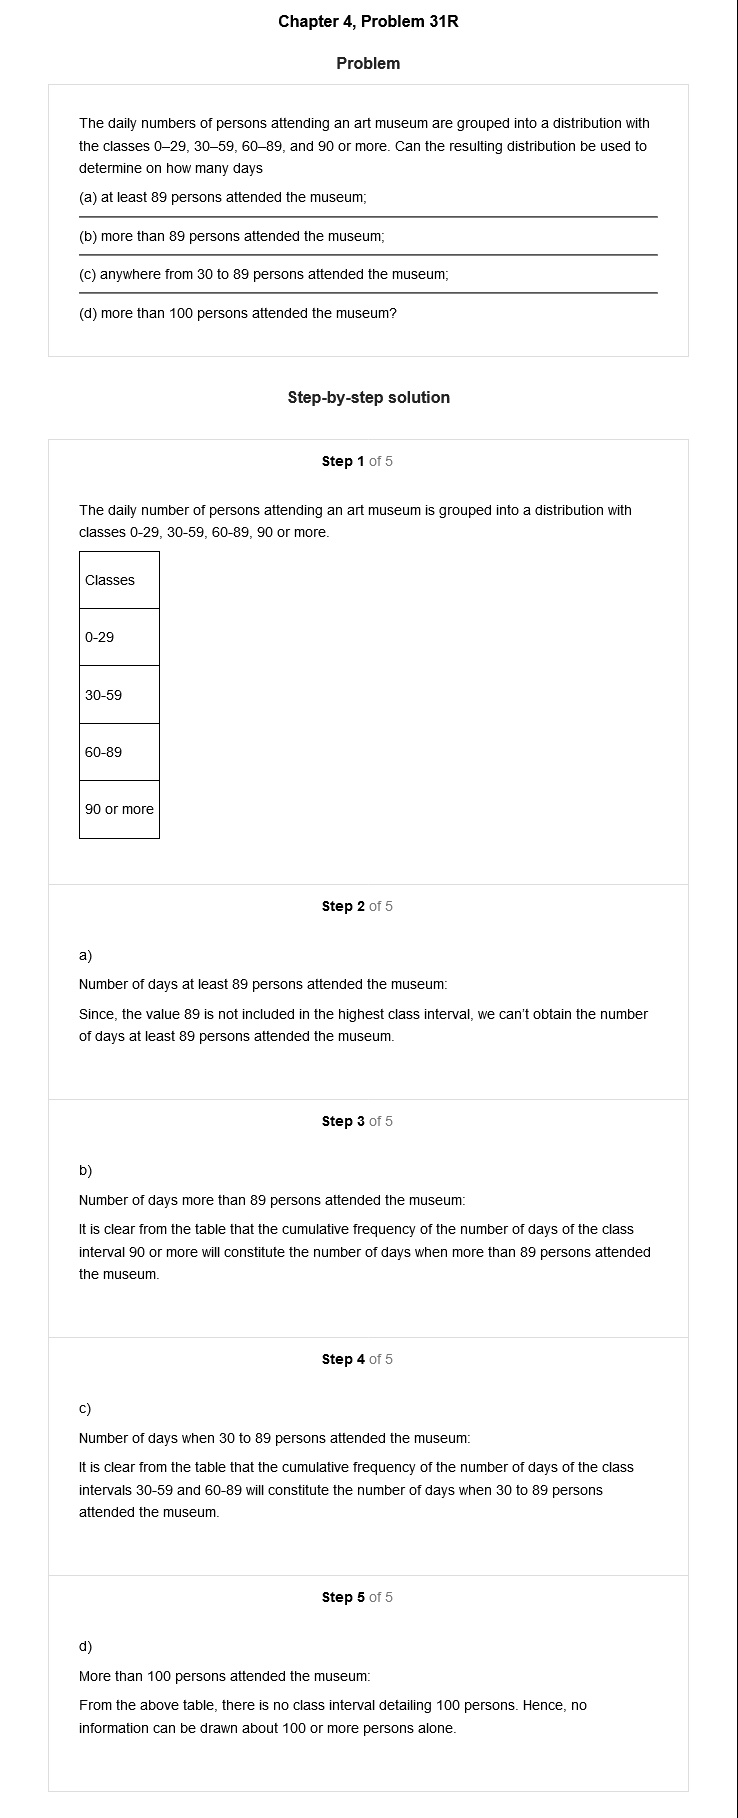 Chapter 4, Problem 31R
Problem
The daily numbers of persons attending an art museum are grouped into a distribution with
the classes 0–29, 30–59, 60–89, and 90 or more. Can the resulting distribution be used to
determine on how many days
(a) at least 89 persons attended the museum;
(b) more than 89 persons attended the museum;
(c) anywhere from 30 to 89 persons attended the museum;
(d) more than 100 persons attended the museum?
Step-by-step solution
Step 1 of 5
The daily number of persons attending an art museum is grouped into a distribution with
classes 0-29, 30-59, 60-89, 90 or more.
Classes
0-29
30-59
60-89
90 or more
Step 2 of 5
a)
Number of days at least 89 persons attended the museum:
Since, the value 89 is not included in the highest class interval, we can't obtain the number
of days at least 89 persons attended the museum.
Step 3 of 5
b)
Number of days more than 89 persons attended the museum:
It is clear from the table that the cumulative frequency of the number of days of the class
interval 90 or more will constitute the number of days when more than 89 persons attended
the museum.
Step 4 of 5
c)
Number of days when 30 to 89 persons attended the museum:
It is clear from the table that the cumulative frequency of the number of days of the class
intervals 30-59 and 60-89 will constitute the number of days when 30 to 89 persons
attended the museum.
Step 5 of 5
d)
More than 100 persons attended the museum:
From the above table, there is no class interval detailing 100 persons. Hence, no
information can be drawn about 100 or more persons alone.